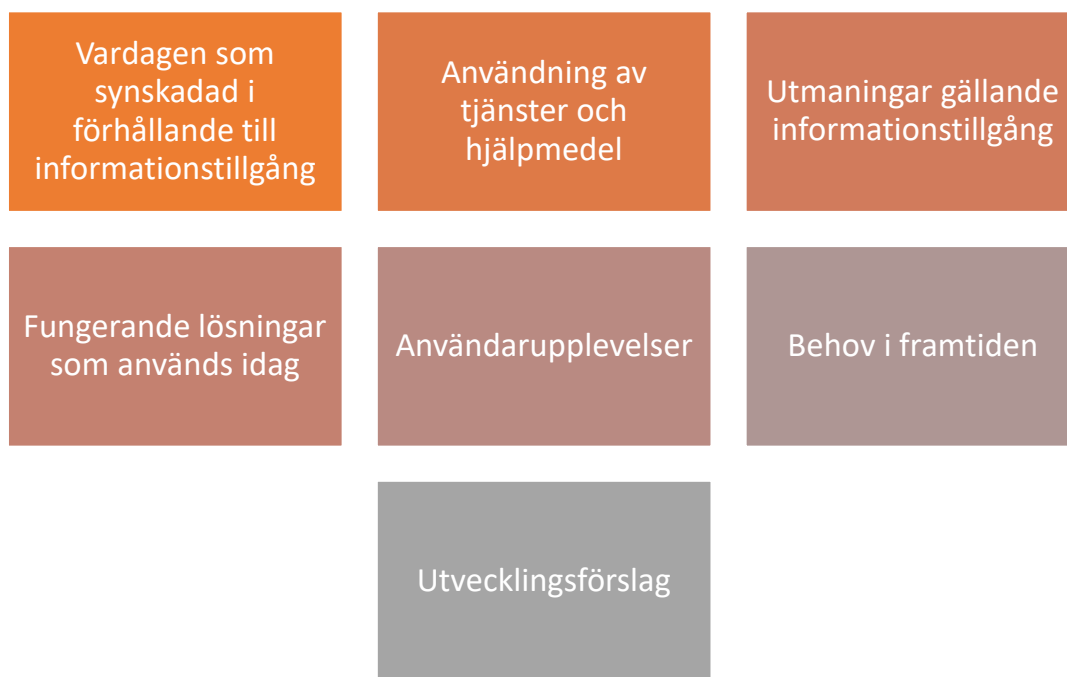 Vardagen som
synskadad i
förhållande till
informationstillgång
Användning av
tjänster och
hjälpmedel
Utmaningar gällande
informationstillgång
Fungerande lösningar
som används idag
Användarupplevelser
Behov i framtiden
Utvecklingsförslag